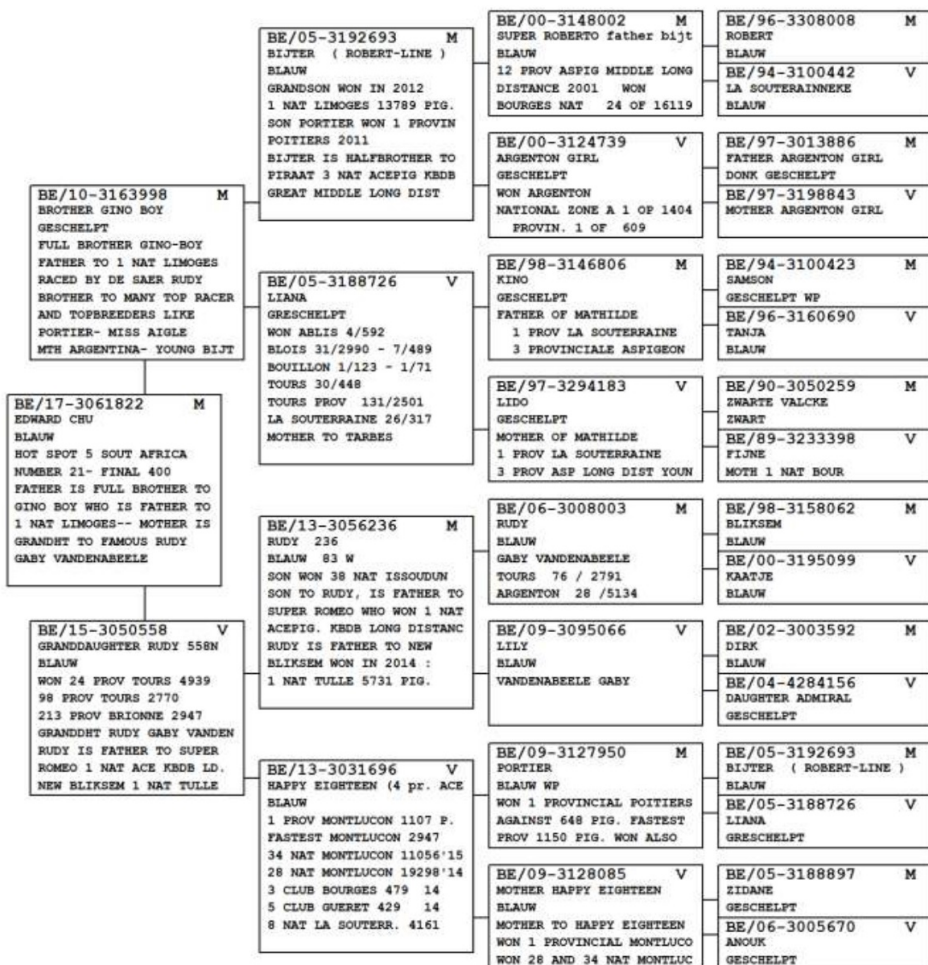 BE/17-3061822 M
EDWARD CHU
BLAUW
HOT SPOT 5 SOUT AFRICA
NUMBER 21- FINAL 400
FATHER IS FULL BROTHER TO
GINO BOY WHO IS FATHER TO
1 NAT LIMOGES-- MOTHER IS
GRANDHT TO FAMOUS RUDY
GABY VANDENABEELE
BE/10-3163998 M
BROTHER GINO BOY
GESCHELPT
FULL BROTHER GINO-BOY
FATHER TO 1 NAT LIMOGES
RACED BY DE SAER RUDY
BROTHER TO MANY TOP RACER
AND TOPBREEDERS LIKE
PORTIER- MISS AIGLE
MTH ARGENTINA- YOUNG BIJT
BE/15-3050558 V
GRANDDAUGHTER RUDY 558N
BLAUW
WON 24 PROV TOURS 4939
98 PROV TOURS 2770
213 PROV BRIONNE 2947
GRANDDHT RUDY GABY VANDEN
RUDY IS FATHER TO SUPER
ROMEO 1 NAT ACE KBDB LD.
NEW BLIKSEM 1 NAT TULLE
BE/05-3192693 M
BIJTER ( ROBERT-LINE )
BLAUW
GRANDSON WON IN 2012
1 NAT LIMOGES 13789 PIG.
SON PORTIER WON 1 PROVIN
POITIERS 2011
BIJTER IS HALFBROTHER TO
PIRAAT 3 NAT ACEPIG KBDB
GREAT MIDDLE LONG DIST
BE/05-3188726 V
LIANA
GRESCHELPT
WON ABLIS 4/592
BLOIS 31/2990 - 7/489
BOUILLON 1/123 - 1/71
TOURS 30/448
TOURS PROV 131/2501
LA SOUTERRAINE 26/317
MOTHER TO TARBES
BE/13-3056236 M
RUDY 236
BLAUW 83 W
SON WON 38 NAT ISSOUDUN
SON TO RUDY, IS FATHER TO
SUPER ROMEO WHO WON 1 NAT
ACEPIG. KBDB LONG DISTANC
RUDY IS FATHER TO NEW
BLIKSEM WON IN 2014 :
1 NAT TULLE 5731 PIG.
BE/13-3031696 V
HAPPY EIGHTEEN (4 pr. ACE
BLAUW
1 PROV MONTLUCON 1107 P.
FASTEST MONTLUCON 2947
34 NAT MONTLUCON 11056'15
28 NAT MONTLUCON 19298'14
3 CLUB BOURGES 479 14
5 CLUB GUERET 429 14
8 NAT LA SOUTERR. 4161
BE/00-3148002 M
SUPER ROBERTO father bijt
BLAUW
12 PROV ASPIG MIDDLE LONG
DISTANCE 2001 WON
BOURGES NAT 24 OF 16119
BE/00-3124739 V
ARGENTON GIRL
GESCHELPT
WON ARGENTON
NATIONAL ZONE A 1 OP 1404
PROVIN. 1 OF 609
BE/98-3146806 M
KINO
GESCHELPT
FATHER OF MATHILDE
1 PROV LA SOUTERRAINE
3 PROVINCIALE ASPIGEON
BE/97-3294183 V
LIDO
GESCHELPT
MOTHER OF MATHILDE
1 PROV LA SOUTERRAINE
3 PROV ASP LONG DIST YOUN
BE/06-3008003 M
RUDY
BLAUW
GABY VANDENABEELE
TOURS 76 / 2791
ARGENTON 28 /5134
BE/09-3095066 V
LILY
BLAUW
VANDENABEELE GABY
BE/09-3127950 M
PORTIER
BLAUW WP
WON 1 PROVINCIAL POITIERS
AGAINST 648 PIG. FASTEST
PROV 1150 PIG. WON ALSO
BE/09-3128085 V
MOTHER HAPPY EIGHTEEN
BLAUW
MOTHER TO HAPPY EIGHTEEN
WON 1 PROVINCIAL MONTLUCO
WON 28 AND 34 NAT MONTLUC
BE/96-3308008 M
ROBERT
BLAUW
BE/94-3100442 V
LA SOUTERAINNEKE
BLAUW
BE/97-3013886 M
FATHER ARGENTON GIRL
DONK GESCHELPT
BE/97-3198843 V
MOTHER ARGENTON GIRL
BE/94-3100423 M
SAMSON
GESCHELPT WP
BE/96-3160690 V
TANJA
BLAUW
BE/90-3050259 M
ZWARTE VALCKE
ZWART
BE/89-3233398 V
FIJNE
MOTH 1 NAT BOUR
BE/98-3158062 M
BLIKSEM
BLAUW
BE/00-3195099 V
KAATJE
BLAUW
BE/02-3003592 M
DIRK
BLAUW
BE/04-4284156 V
DAUGHTER ADMIRAL
GESCHELPT
BE/05-3192693 M
BIJTER ( ROBERT-LINE )
BLAUW
BE/05-3188726 V
LIANA
GRESCHELPT
BE/05-3188897 M
ZIDANE
GESCHELPT
BE/06-3005670 V
ANOUK
GESCHELPT